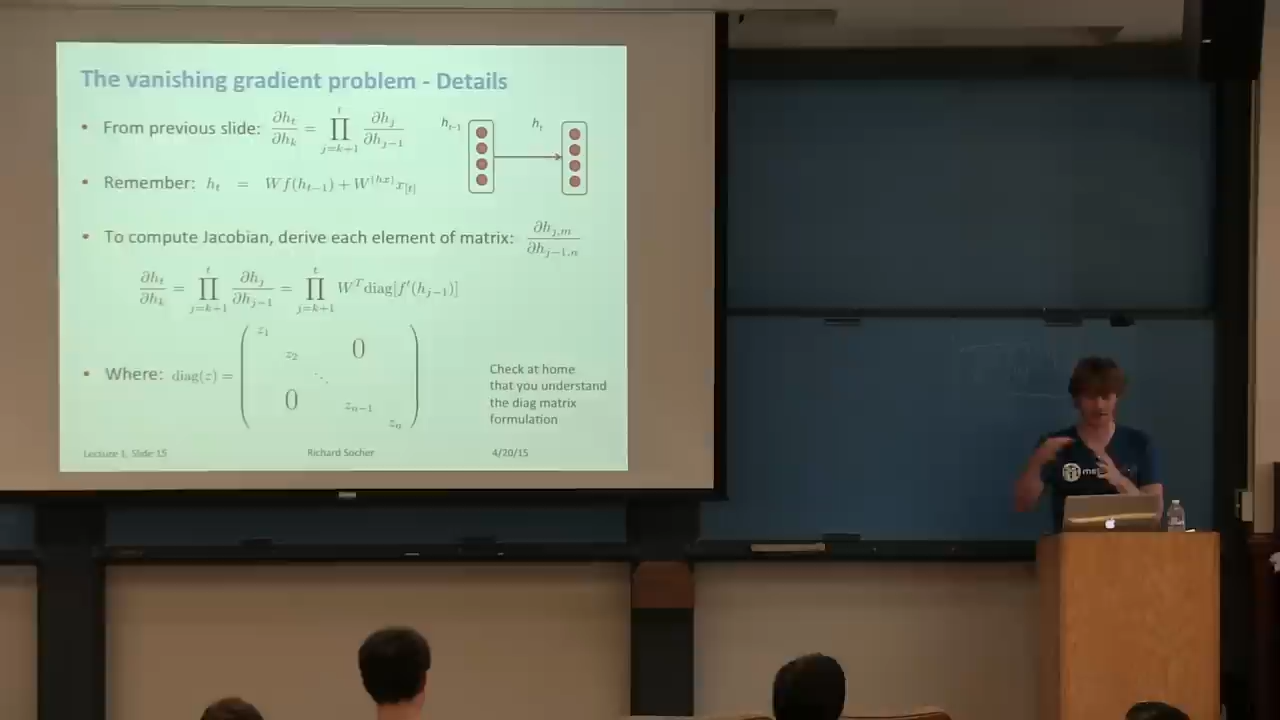 The vanishing gradient problem - Details
• From previous slide: ∂h_t/∂h_k = ∏_{j=k+1}^{t} ∂h_j/∂h_{j−1}
h_{t-1} h_t
• Remember: h_t = Wf(h_{t−1}) + W^{(hx)}x_{[t]}
• To compute Jacobian, derive each element of matrix: ∂h_{j,m}/∂h_{j−1,n}
∂h_t/∂h_k = ∏_{j=k+1}^{t} ∂h_j/∂h_{j−1} = ∏_{j=k+1}^{t} W^T diag[f′(h_{j−1})]
• Where: diag(z) = ( z_1 z_2 0 ⋱ 0 z_{n−1} z_n )
Check at home
that you understand
the diag matrix
formulation
Lecture 1, Slide 15 Richard Socher 4/20/15